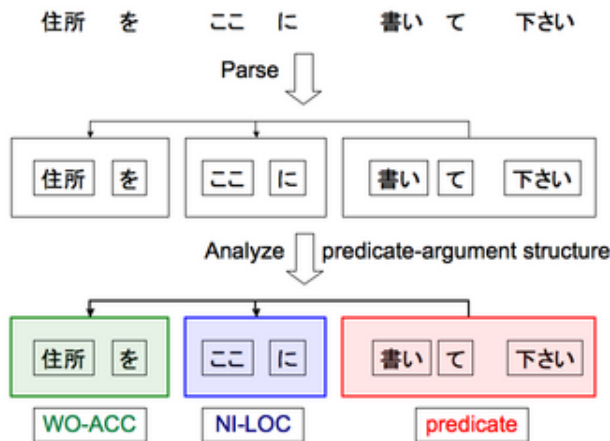 住所 を ここ に 書い て 下さい
Parse
住所 を ここ に 書い て 下さい
Analyze predicate-argument structure
住所 を ここ に 書い て 下さい
WO-ACC NI-LOC predicate